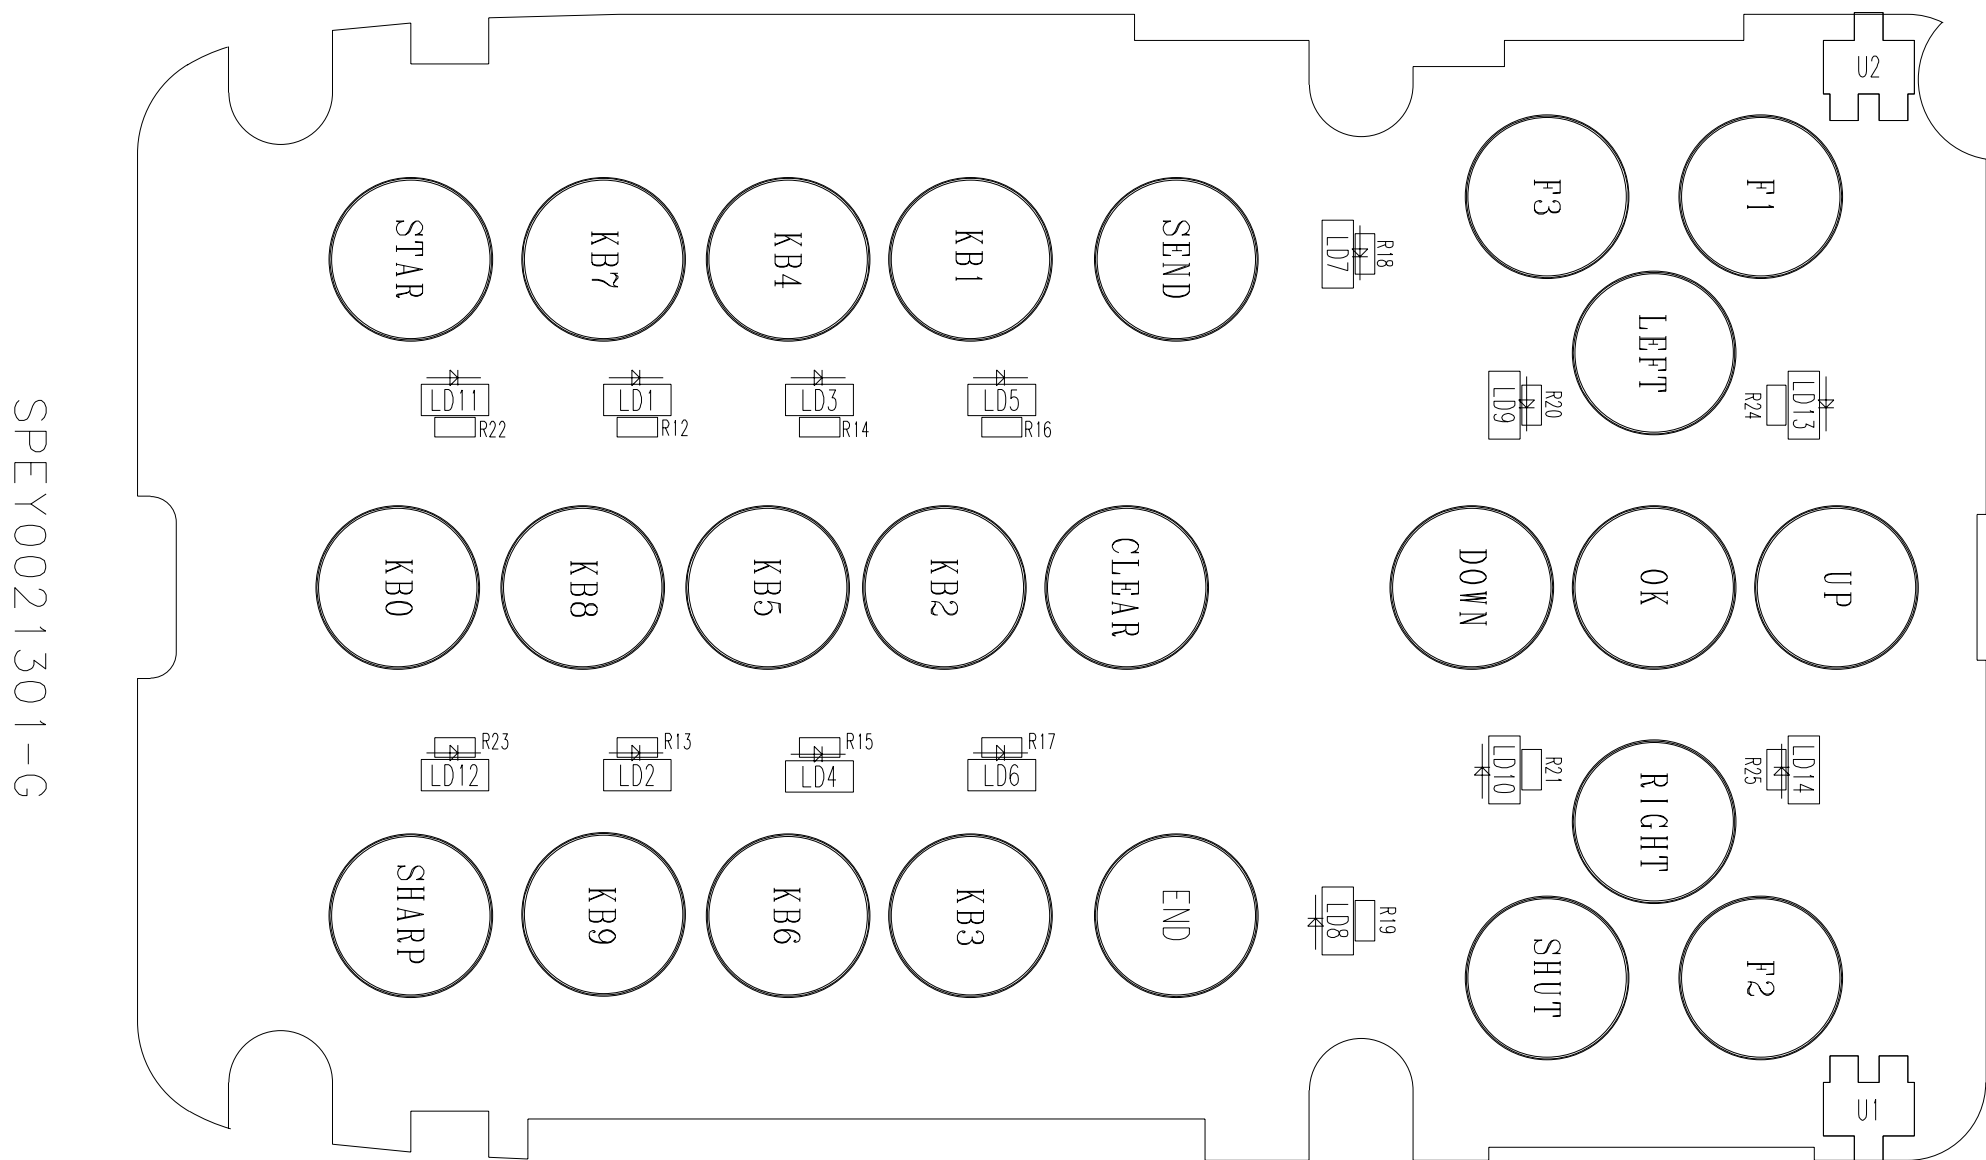 U2
F3
F1
STAR
KB7
KB4
KB1
SEND
LD7
R18
LEFT
LD11
R22
LD1
R12
LD3
R14
LD5
R16
LD9
R20
R24
LD13
SPEY0021301-G
KB0
KB8
KB5
KB2
CLEAR
DOWN
OK
UP
R23
LD12
R13
LD2
R15
LD4
R17
LD6
LD10
R21
R25
LD14
RIGHT
SHARP
KB9
KB6
KB3
END
LD8
R19
SHUT
F2
U1